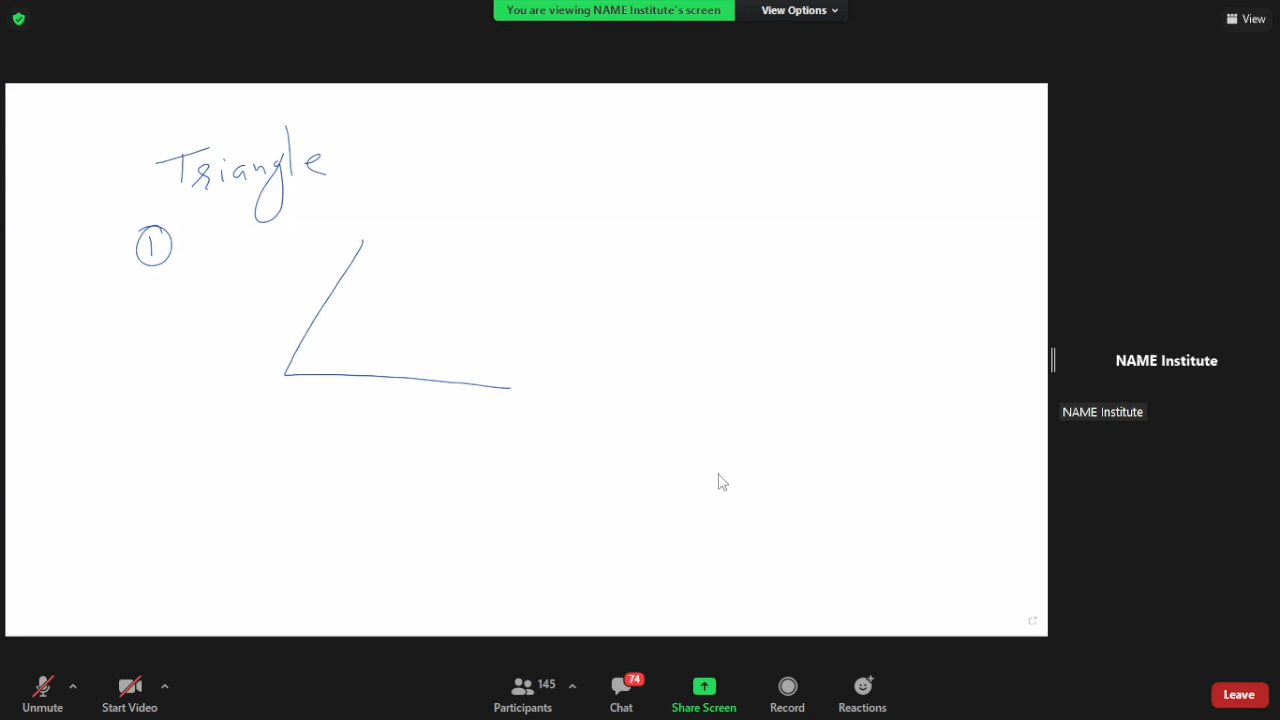 You are viewing NAME Institute's screen
View Options
View
Triangle
1
NAME Institute
NAME Institute
Unmute
Start Video
145
Participants
74
Chat
Share Screen
Record
Reactions
Leave